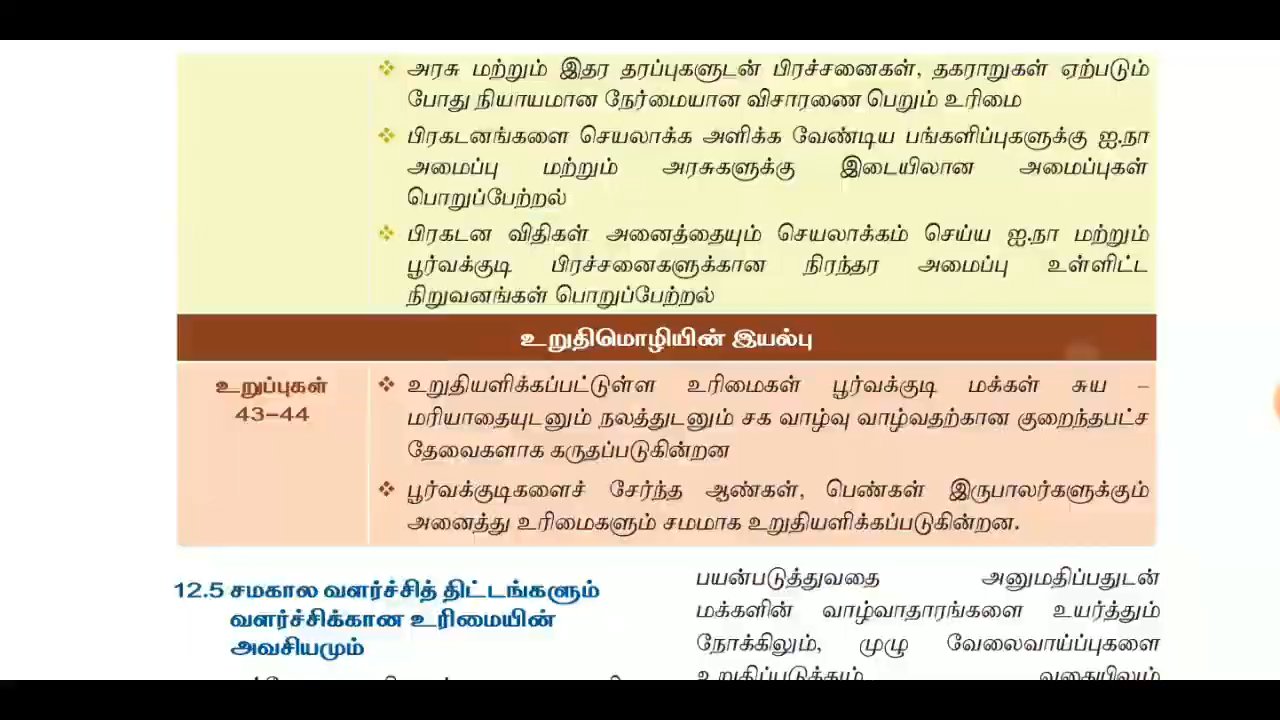 அரசு மற்றும் இதர தரப்புகளுடன் பிரச்சனைகள், தகராறுகள் ஏற்படும்
போது நியாயமான நேர்மையான விசாரணை பெறும் உரிமை
பிரகடனங்களை செயலாக்க அளிக்க வேண்டிய பங்களிப்புகளுக்கு ஐ.நா
அமைப்பு மற்றும் அரசுகளுக்கு இடையிலான அமைப்புகள்
பொறுப்பேற்றல்
பிரகடன விதிகள் அனைத்தையும் செயலாக்கம் செய்ய ஐ.நா மற்றும்
பூர்வக்குடி பிரச்சனைகளுக்கான நிரந்தர அமைப்பு உள்ளிட்ட
நிறுவனங்கள் பொறுப்பேற்றல்
உறுதிமொழியின் இயல்பு
உறுப்புகள்
43–44
உறுதியளிக்கப்பட்டுள்ள உரிமைகள் பூர்வக்குடி மக்கள் சுய –
மரியாதையுடனும் நலத்துடனும் சக வாழ்வு வாழ்வதற்கான குறைந்தபட்ச
தேவைகளாக கருதப்படுகின்றன
பூர்வக்குடிகளைச் சேர்ந்த ஆண்கள், பெண்கள் இருபாலர்களுக்கும்
அனைத்து உரிமைகளும் சமமாக உறுதியளிக்கப்படுகின்றன.
12.5 சமகால வளர்ச்சித் திட்டங்களும்
வளர்ச்சிக்கான உரிமையின்
அவசியமும்
பயன்படுத்துவதை அனுமதிப்பதுடன்
மக்களின் வாழ்வாதாரங்களை உயர்த்தும்
நோக்கிலும், முழு வேலைவாய்ப்புகளை
உறுதிப்படுத்தும் வகையிலும்